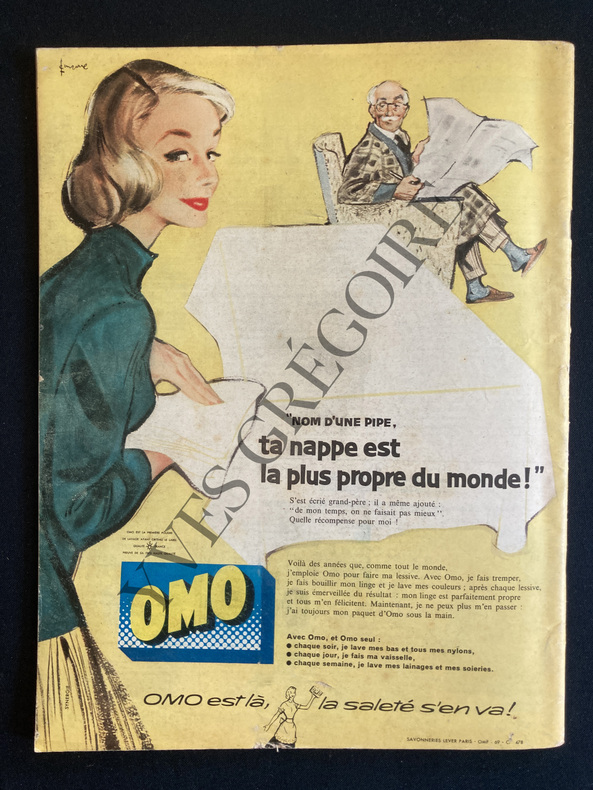 "NOM D'UNE PIPE,
ta nappe est
la plus propre du monde!"
S'est écrié grand-père ; il a même ajouté :
"de mon temps, on ne faisait pas mieux".
Quelle récompense pour moi !
Voilà des années que, comme tout le monde,
j'emploie Omo pour faire ma lessive. Avec Omo, je fais tremper,
je fais bouillir mon linge et je lave mes couleurs ; après chaque lessive,
je suis émerveillée du résultat : mon linge est parfaitement propre
et tous m'en félicitent. Maintenant, je ne peux plus m'en passer :
j'ai toujours mon paquet d'Omo sous la main.
OMO
Avec Omo, et Omo seul :
● chaque soir, je lave mes bas et tous mes nylons,
● chaque jour, je fais ma vaisselle,
● chaque semaine, je lave mes lainages et mes soieries.
OMO est là, la saleté s'en va!
SAVONNERIES LEVER PARIS
SYNERGIE
YVES GRÉGOIRE